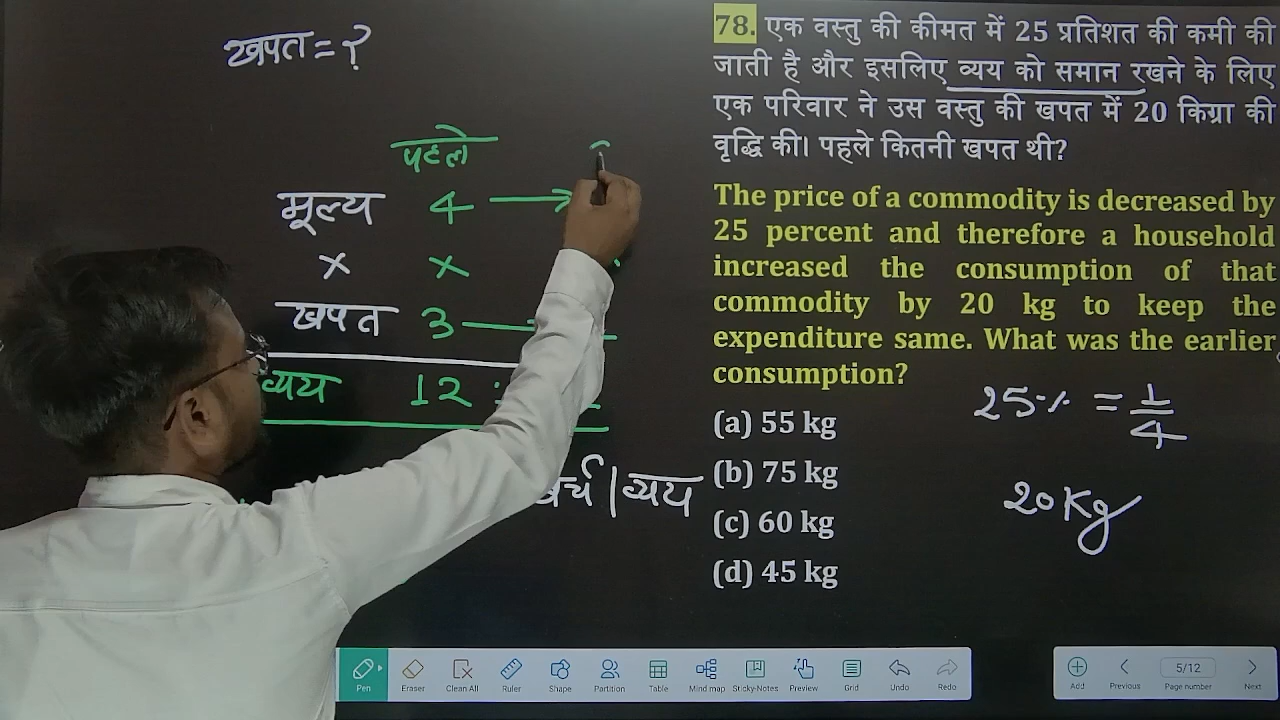 खपत = ?
पहले
मूल्य 4 →
× ×
खपत 3
व्यय 12
खर्च | व्यय
78. एक वस्तु की कीमत में 25 प्रतिशत की कमी की
जाती है और इसलिए व्यय को समान रखने के लिए
एक परिवार ने उस वस्तु की खपत में 20 किग्रा की
वृद्धि की। पहले कितनी खपत थी?
The price of a commodity is decreased by
25 percent and therefore a household
increased the consumption of that
commodity by 20 kg to keep the
expenditure same. What was the earlier
consumption?
(a) 55 kg
(b) 75 kg
(c) 60 kg
(d) 45 kg
25% = 1/4
20 Kg
Pen
Eraser
Clean All
Ruler
Shape
Partition
Table
Mind map
Sticky-Notes
Preview
Grid
Undo
Redo
Add
Previous
5/12
Page number
Next